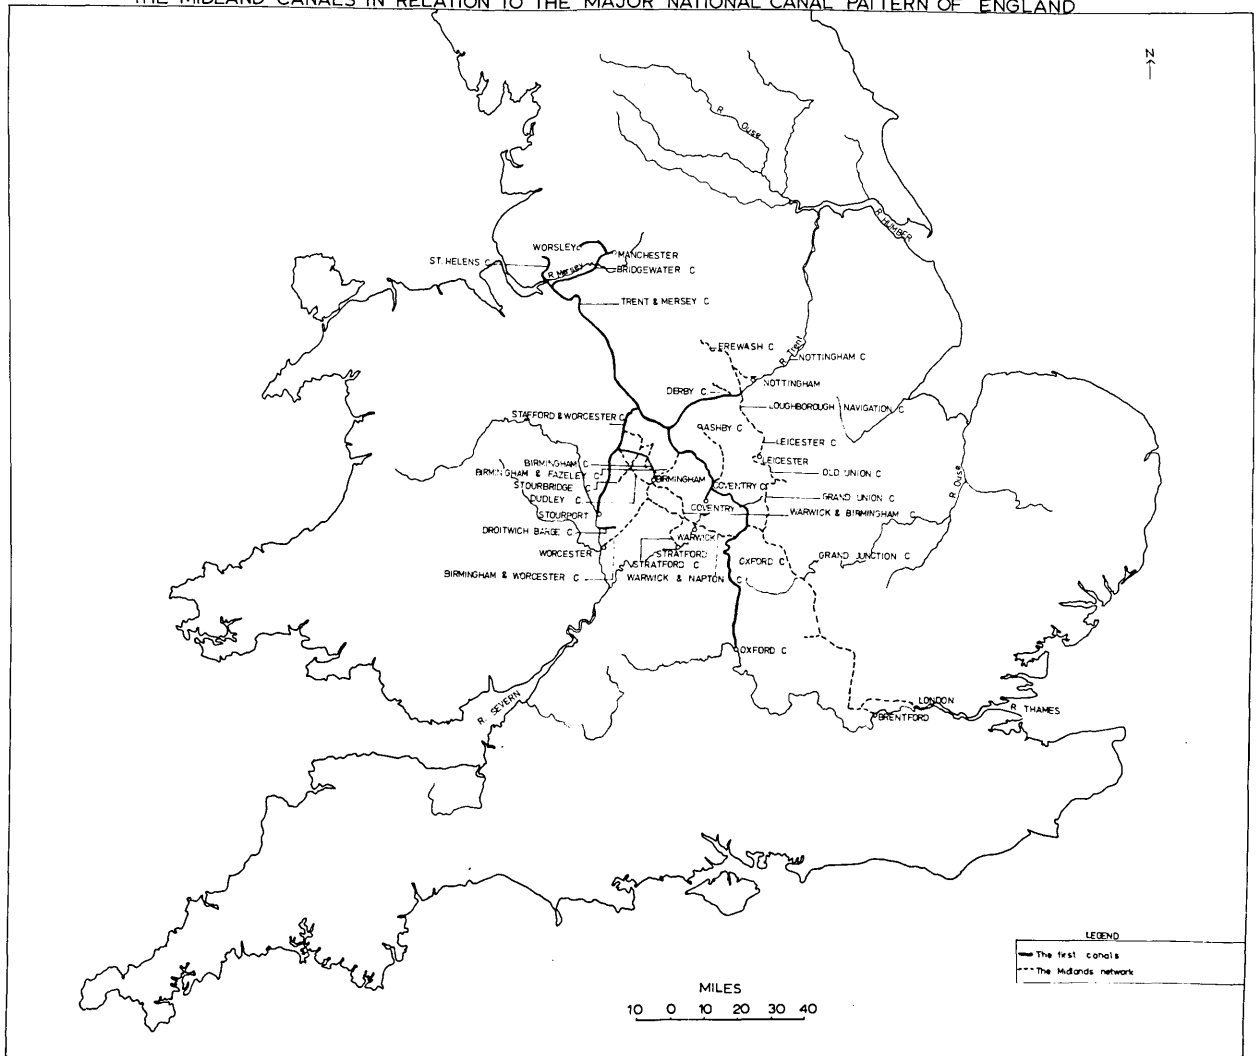 THE MIDLAND CANALS IN RELATION TO THE MAJOR NATIONAL CANAL PATTERN OF ENGLAND
N
R. Ouse
R. HUMBER
WORSLEY
MANCHESTER
ST. HELENS C
R Mersey
BRIDGEWATER C
TRENT & MERSEY C
EREWASH C
R. Trent
NOTTINGHAM C
NOTTINGHAM
DERBY C
LOUGHBOROUGH NAVIGATION C
STAFFORD & WORCESTER C
ASHBY C
LEICESTER C
BIRMINGHAM C
LEICESTER
BIRMINGHAM & FAZELEY C
OLD UNION C
BIRMINGHAM
R. Ouse
STOURBRIDGE C
COVENTRY C
DUDLEY C
GRAND UNION C
COVENTRY
STOURPORT
WARWICK & BIRMINGHAM C
DROITWICH BARGE C
WARWICK
WORCESTER
STRATFORD
GRAND JUNCTION C
STRATFORD C
OXFORD C
BIRMINGHAM & WORCESTER C
WARWICK & NAPTON C
OXFORD C
R. SEVERN
LONDON
R THAMES
BRENTFORD
LEGEND
The first canals
The Midlands network
MILES
10 0 10 20 30 40